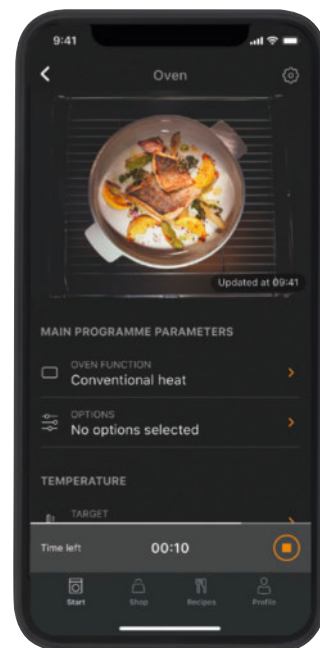 9:41
Oven
Updated at 09:41
MAIN PROGRAMME PARAMETERS
OVEN FUNCTION
Conventional heat
OPTIONS
No options selected
TEMPERATURE
TARGET
Time left 00:10
Start Shop Recipes Profile